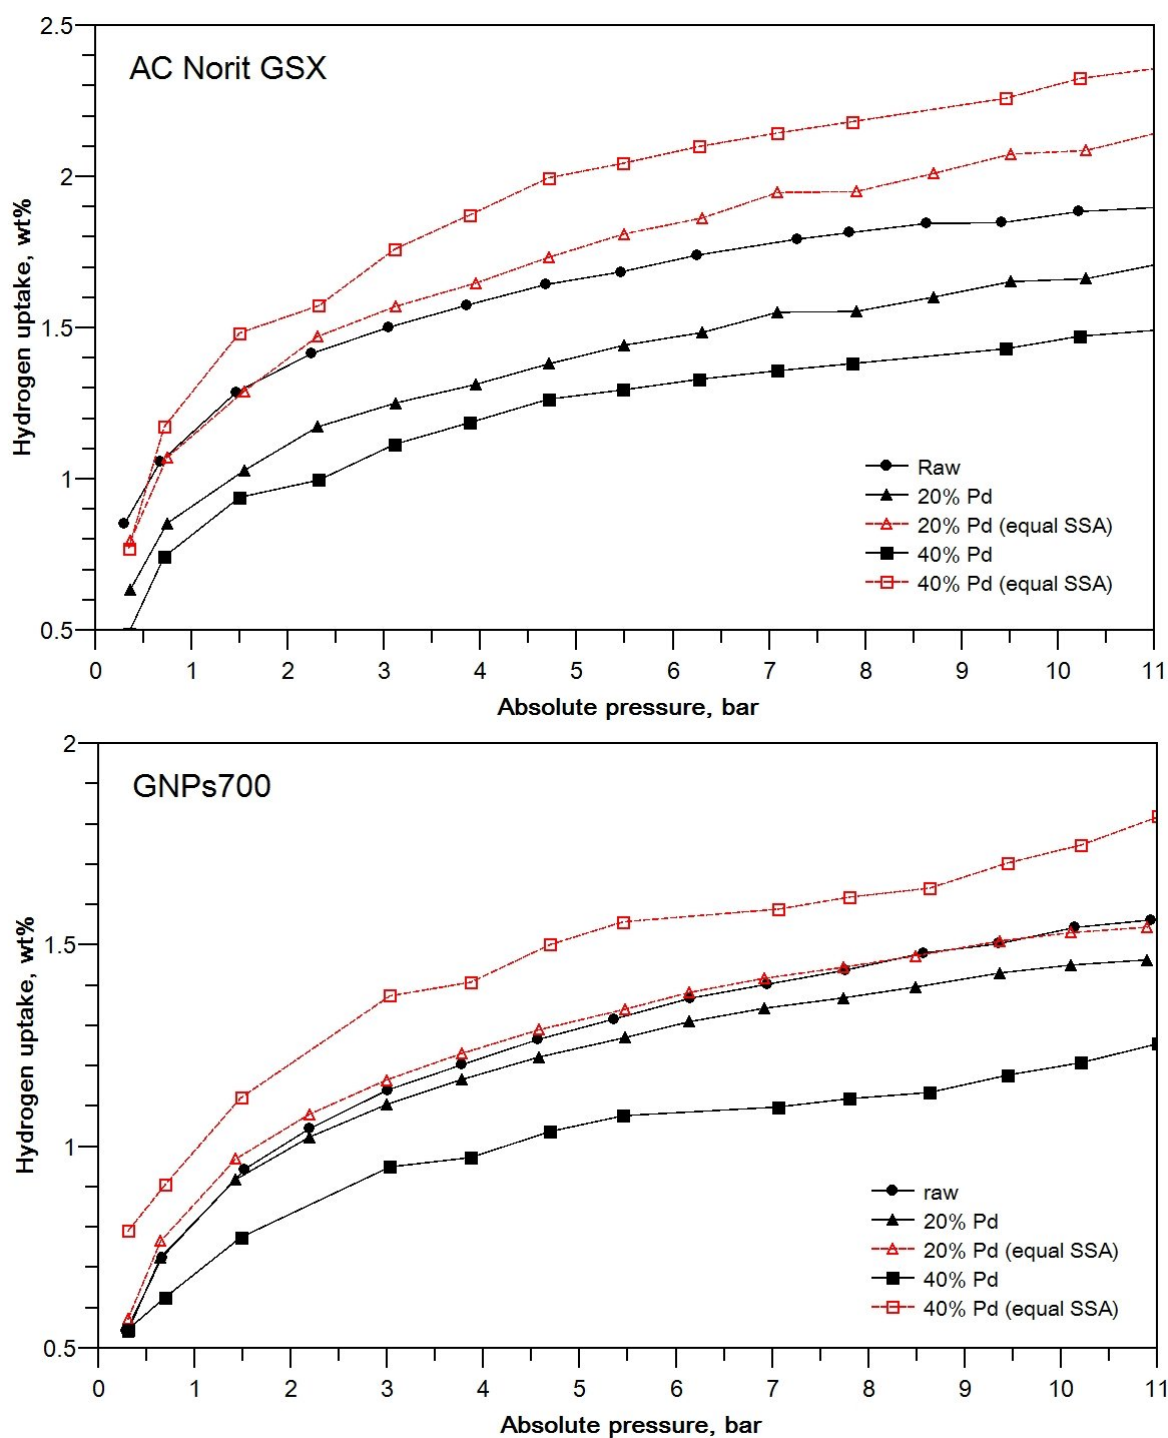 2.5
AC Norit GSX
2
1.5
1
0.5
Hydrogen uptake, wt%
Raw
20% Pd
20% Pd (equal SSA)
40% Pd
40% Pd (equal SSA)
0 1 2 3 4 5 6 7 8 9 10 11
Absolute pressure, bar
2
GNPs700
1.5
1
0.5
Hydrogen uptake, wt%
raw
20% Pd
20% Pd (equal SSA)
40% Pd
40% Pd (equal SSA)
0 1 2 3 4 5 6 7 8 9 10 11
Absolute pressure, bar